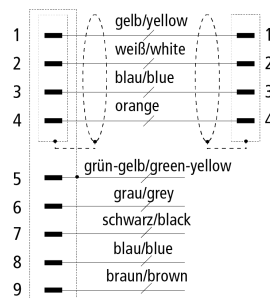 gelb/yellow
1 1
weiß/white
2 2
blau/blue
3 3
orange
4 4
grün-gelb/green-yellow
5
grau/grey
6
schwarz/black
7
blau/blue
8
braun/brown
9